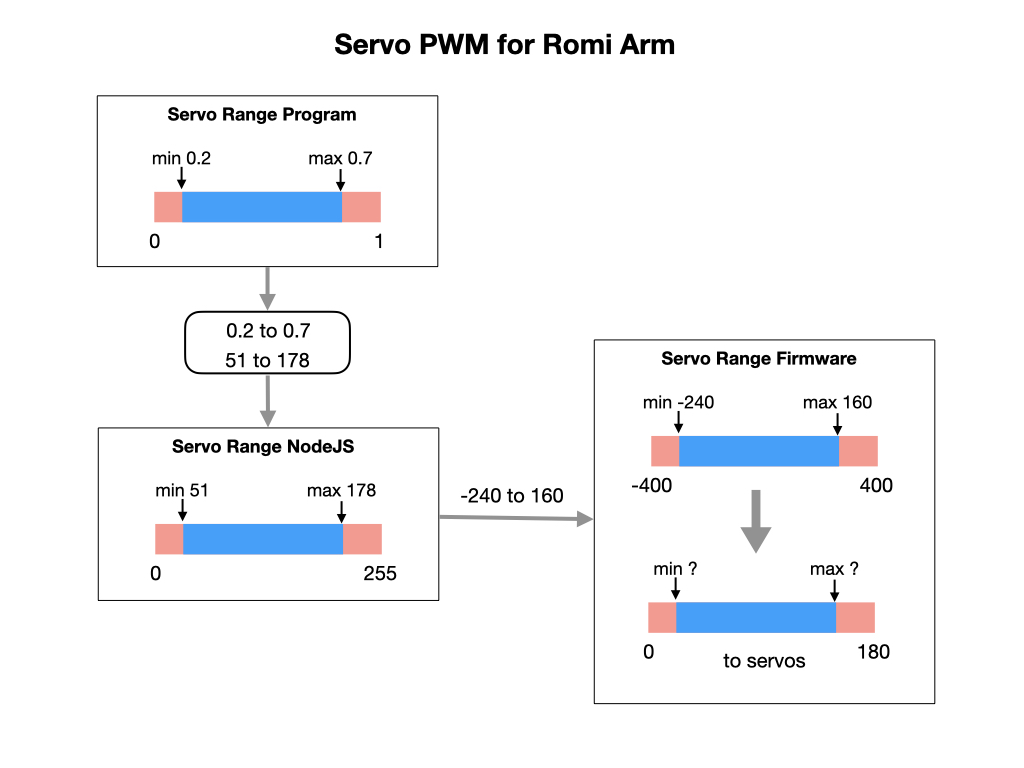 Servo PWM for Romi Arm
Servo Range Program
min 0.2 max 0.7
0 1
0.2 to 0.7
51 to 178
Servo Range NodeJS
min 51 max 178
0 255
-240 to 160
Servo Range Firmware
min -240 max 160
-400 400
min ? max ?
0 180
to servos